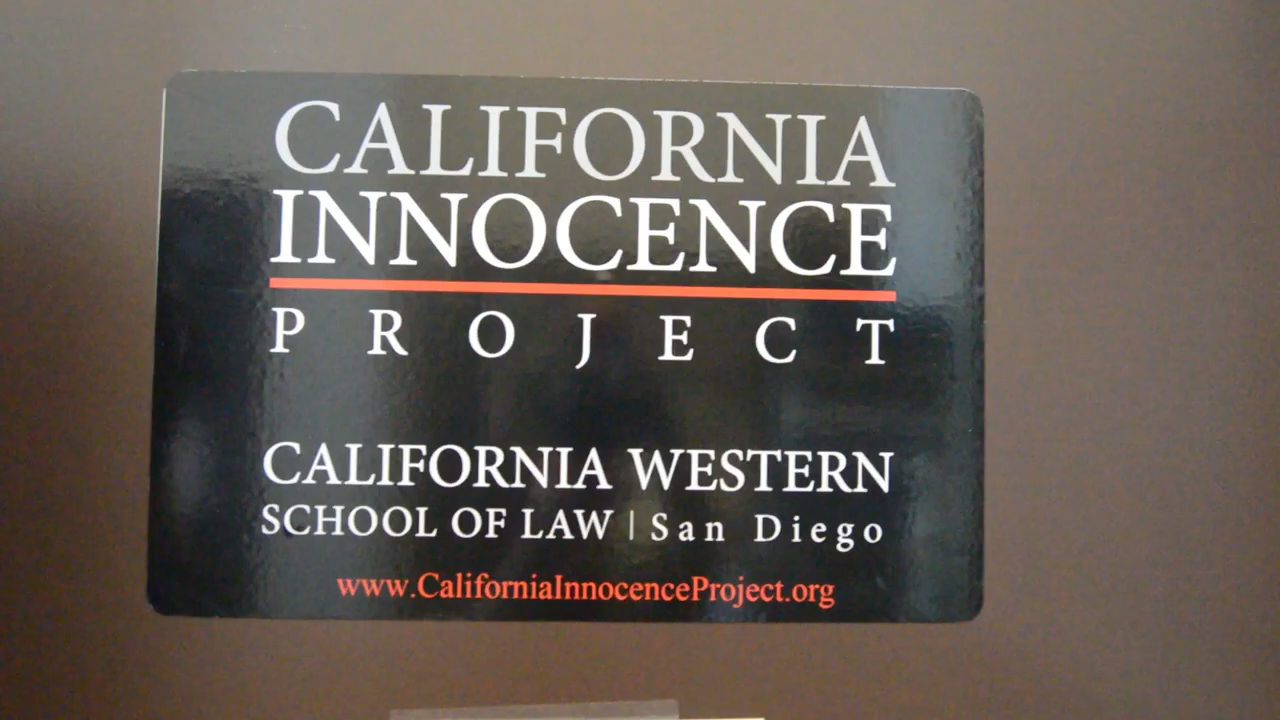 CALIFORNIA
INNOCENCE
PROJECT
CALIFORNIA WESTERN
SCHOOL OF LAW | San Diego
www.CaliforniaInnocenceProject.org